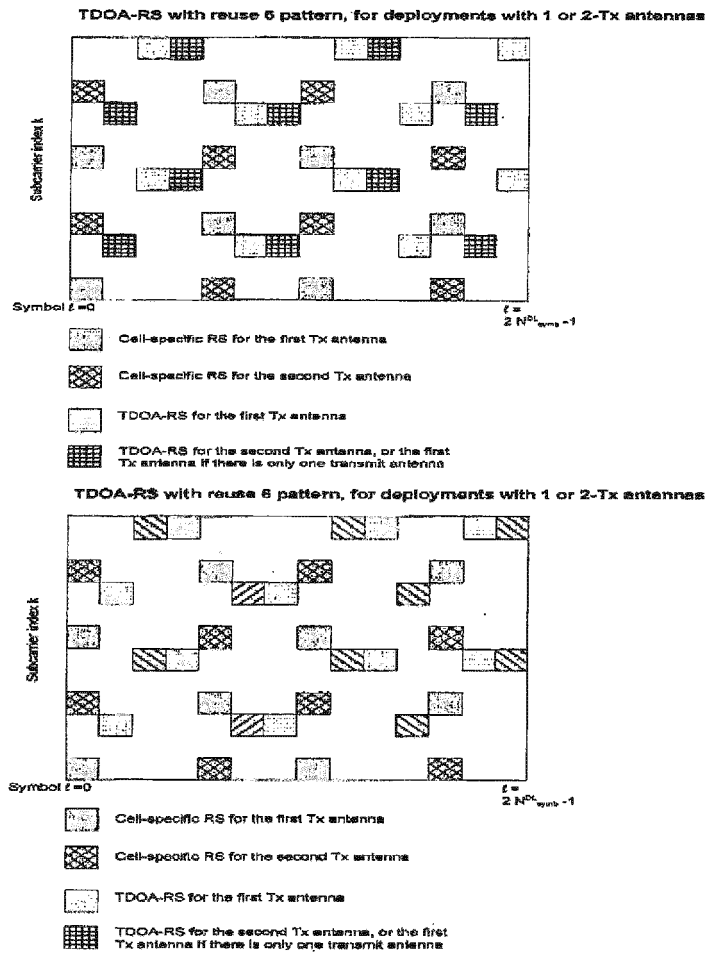 TDOA-RS with reuse 6 pattern, for deployments with 1 or 2-Tx antennas
Subcarrier index k
Symbol ℓ =0
ℓ =
2 N^DL_symb -1
Cell-specific RS for the first Tx antenna
Cell-specific RS for the second Tx antenna
TDOA-RS for the first Tx antenna
TDOA-RS for the second Tx antenna, or the first
Tx antenna if there is only one transmit antenna
TDOA-RS with reuse 6 pattern, for deployments with 1 or 2-Tx antennas
Subcarrier index k
Symbol ℓ =0
ℓ =
2 N^DL_symb -1
Cell-specific RS for the first Tx antenna
Cell-specific RS for the second Tx antenna
TDOA-RS for the first Tx antenna
TDOA-RS for the second Tx antenna, or the first
Tx antenna if there is only one transmit antenna